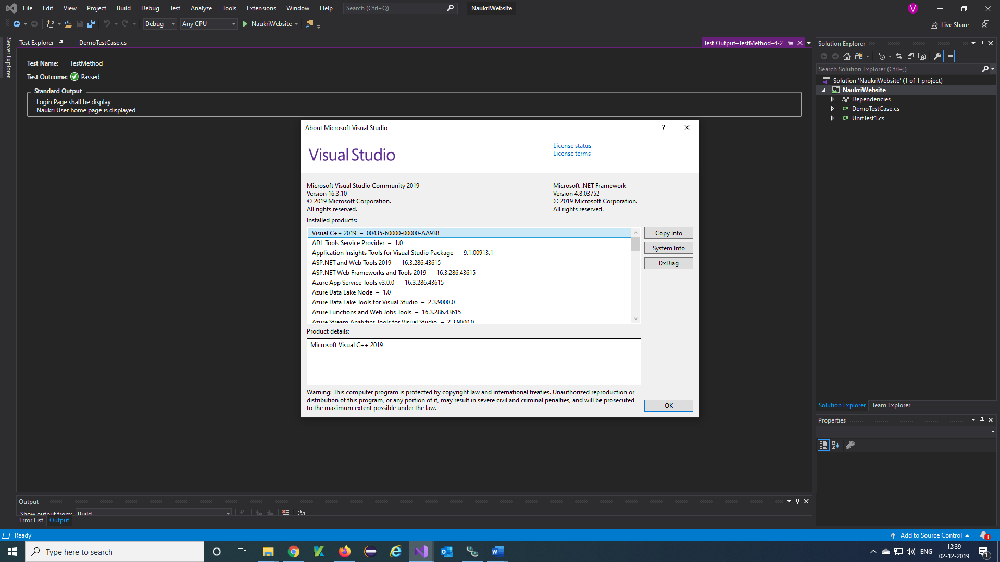 File Edit View Project Build Debug Test Analyze Tools Extensions Window Help Search (Ctrl+Q) NaukriWebsite V
Debug Any CPU NaukriWebsite Live Share
Server Explorer
Test Explorer DemoTestCase.cs Test Output–TestMethod–4-2
Test Name: TestMethod
Test Outcome: Passed
Standard Output
Login Page shall be display
Naukri User home page is displayed
About Microsoft Visual Studio ?
Visual Studio
License status
License terms
Microsoft Visual Studio Community 2019
Version 16.3.10
© 2019 Microsoft Corporation.
All rights reserved.
Microsoft .NET Framework
Version 4.8.03752
© 2019 Microsoft Corporation.
All rights reserved.
Installed products:
Visual C++ 2019 – 00435-60000-00000-AA938
ADL Tools Service Provider – 1.0
Application Insights Tools for Visual Studio Package – 9.1.00913.1
ASP.NET and Web Tools 2019 – 16.3.286.43615
ASP.NET Web Frameworks and Tools 2019 – 16.3.286.43615
Azure App Service Tools v3.0.0 – 16.3.286.43615
Azure Data Lake Node – 1.0
Azure Data Lake Tools for Visual Studio – 2.3.9000.0
Azure Functions and Web Jobs Tools – 16.3.286.43615
Azure Stream Analytics Tools for Visual Studio – 2.3.9000.0
Copy Info
System Info
DxDiag
Product details:
Microsoft Visual C++ 2019
Warning: This computer program is protected by copyright law and international treaties. Unauthorized reproduction or
distribution of this program, or any portion of it, may result in severe civil and criminal penalties, and will be prosecuted
to the maximum extent possible under the law.
OK
Solution Explorer
Search Solution Explorer (Ctrl+;)
Solution 'NaukriWebsite' (1 of 1 project)
NaukriWebsite
Dependencies
C# DemoTestCase.cs
C# UnitTest1.cs
Solution Explorer Team Explorer
Properties
Output
Show output from: Build
Error List Output
Ready Add to Source Control 3
Type here to search ENG
12:39
02-12-2019
1